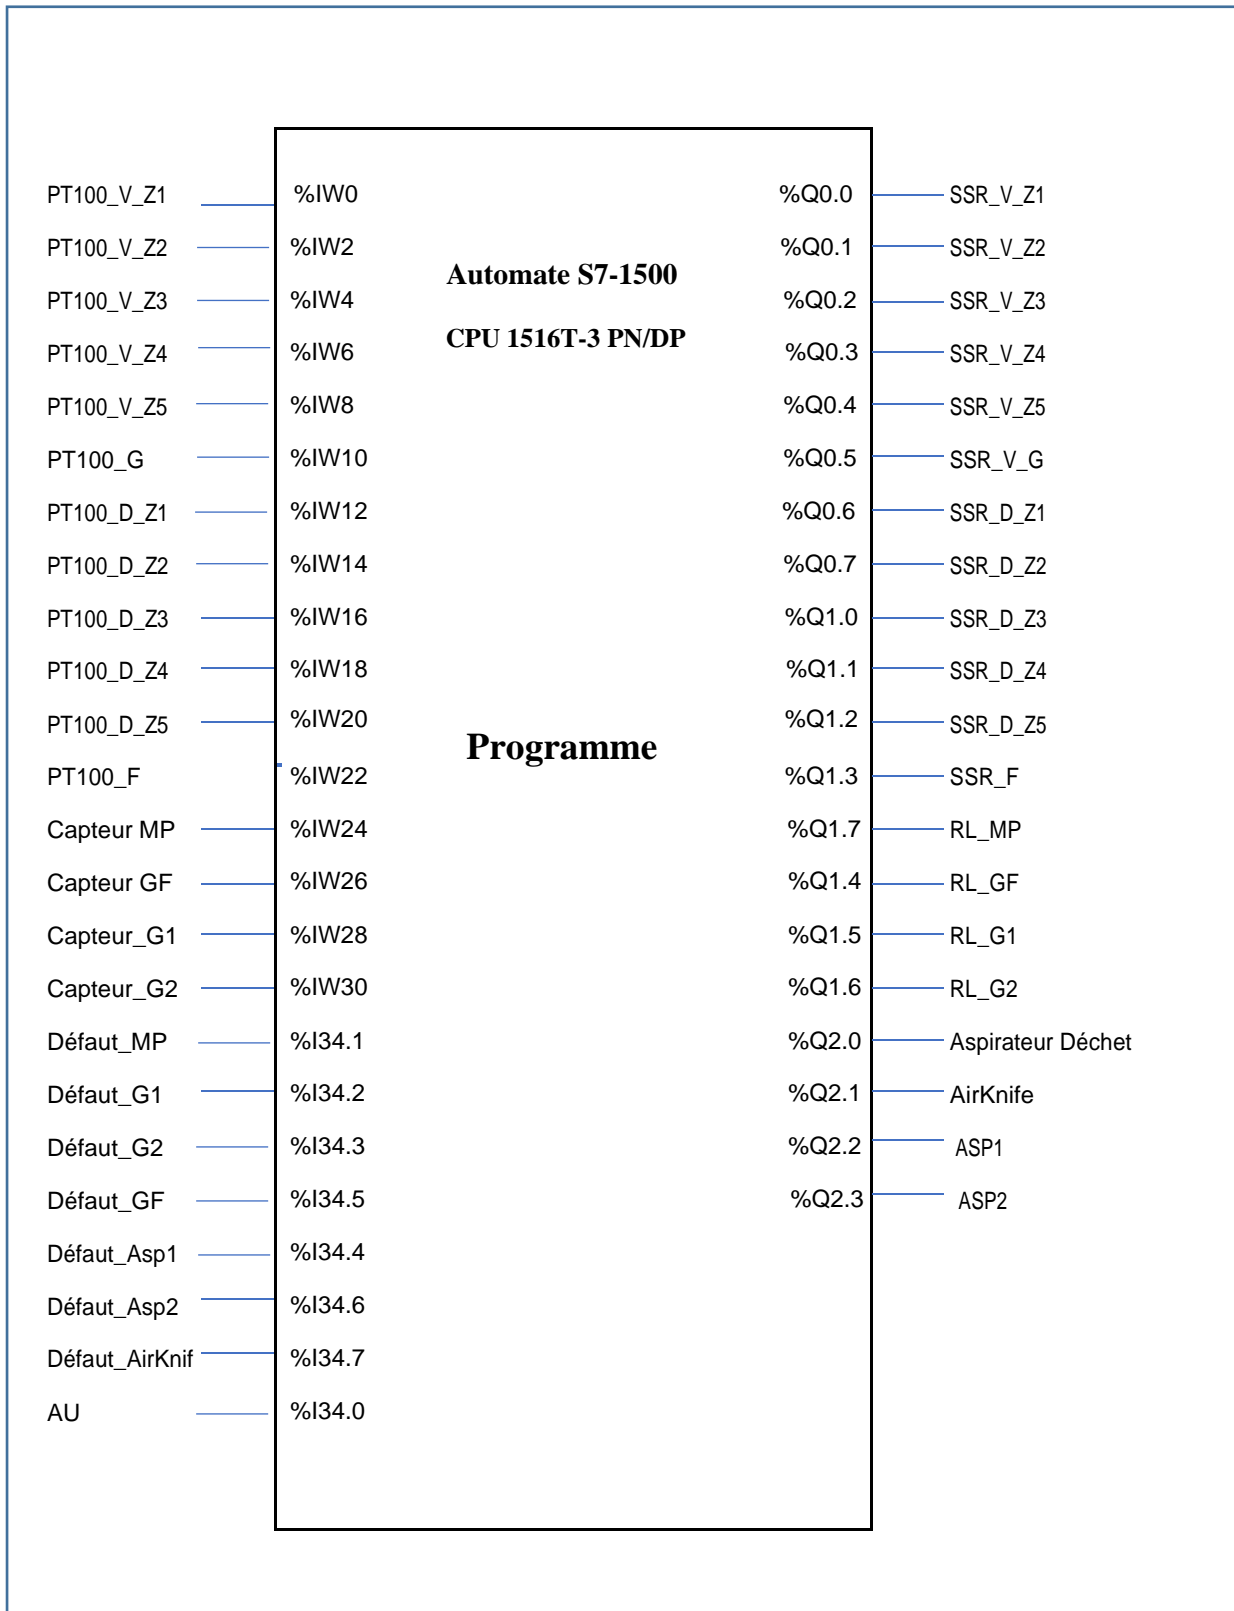 PT100_V_Z1 %IW0 %Q0.0 SSR_V_Z1
PT100_V_Z2 %IW2 %Q0.1 SSR_V_Z2
Automate S7-1500
PT100_V_Z3 %IW4 %Q0.2 SSR_V_Z3
CPU 1516T-3 PN/DP
PT100_V_Z4 %IW6 %Q0.3 SSR_V_Z4
PT100_V_Z5 %IW8 %Q0.4 SSR_V_Z5
PT100_G %IW10 %Q0.5 SSR_V_G
PT100_D_Z1 %IW12 %Q0.6 SSR_D_Z1
PT100_D_Z2 %IW14 %Q0.7 SSR_D_Z2
PT100_D_Z3 %IW16 %Q1.0 SSR_D_Z3
PT100_D_Z4 %IW18 %Q1.1 SSR_D_Z4
PT100_D_Z5 %IW20 %Q1.2 SSR_D_Z5
Programme
PT100_F %IW22 %Q1.3 SSR_F
Capteur MP %IW24 %Q1.7 RL_MP
Capteur GF %IW26 %Q1.4 RL_GF
Capteur_G1 %IW28 %Q1.5 RL_G1
Capteur_G2 %IW30 %Q1.6 RL_G2
Défaut_MP %I34.1 %Q2.0 Aspirateur Déchet
Défaut_G1 %I34.2 %Q2.1 AirKnife
Défaut_G2 %I34.3 %Q2.2 ASP1
Défaut_GF %I34.5 %Q2.3 ASP2
Défaut_Asp1 %I34.4
Défaut_Asp2 %I34.6
Défaut_AirKnif %I34.7
AU %I34.0